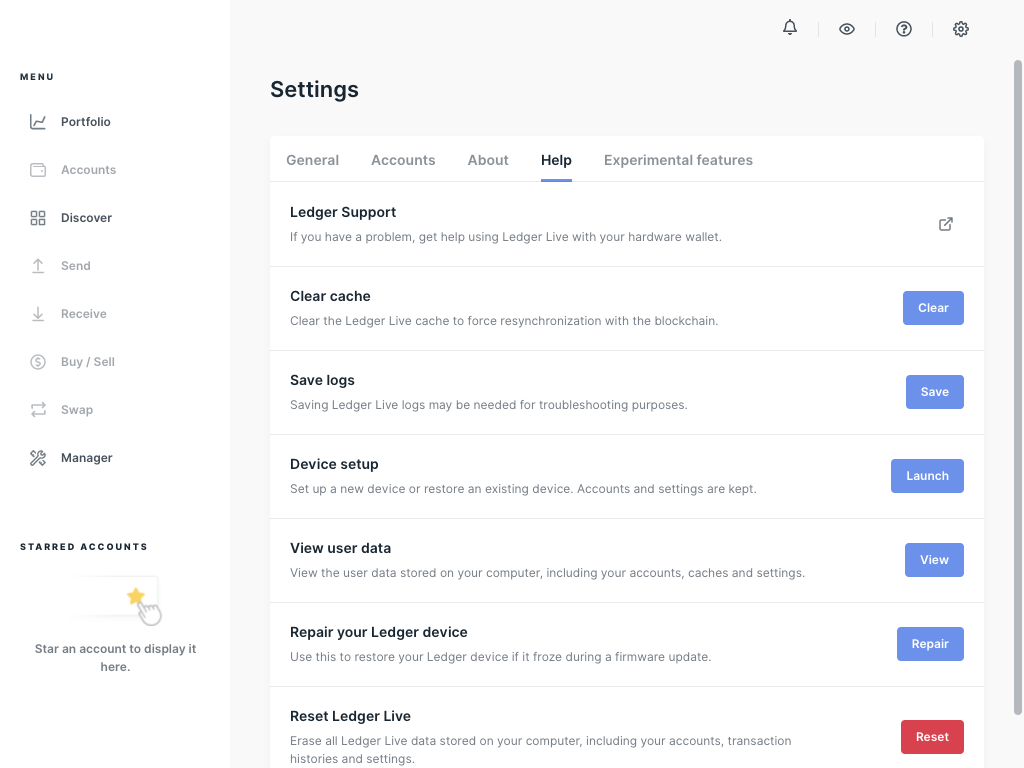 MENU
Portfolio
Accounts
Discover
Send
Receive
Buy / Sell
Swap
Manager
STARRED ACCOUNTS
Star an account to display it
here.
Settings
General Accounts About Help Experimental features
Ledger Support
If you have a problem, get help using Ledger Live with your hardware wallet.
Clear cache
Clear the Ledger Live cache to force resynchronization with the blockchain.
Clear
Save logs
Saving Ledger Live logs may be needed for troubleshooting purposes.
Save
Device setup
Set up a new device or restore an existing device. Accounts and settings are kept.
Launch
View user data
View the user data stored on your computer, including your accounts, caches and settings.
View
Repair your Ledger device
Use this to restore your Ledger device if it froze during a firmware update.
Repair
Reset Ledger Live
Erase all Ledger Live data stored on your computer, including your accounts, transaction
histories and settings.
Reset